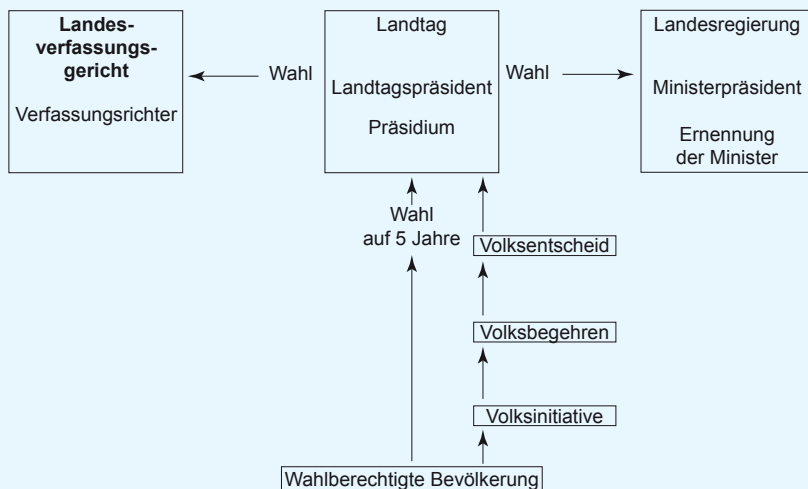 Landes-
verfassungs-
gericht
Verfassungsrichter
Wahl
Landtag
Landtagspräsident
Präsidium
Wahl
Landesregierung
Ministerpräsident
Ernennung
der Minister
Wahl
auf 5 Jahre
Volksentscheid
Volksbegehren
Volksinitiative
Wahlberechtigte Bevölkerung